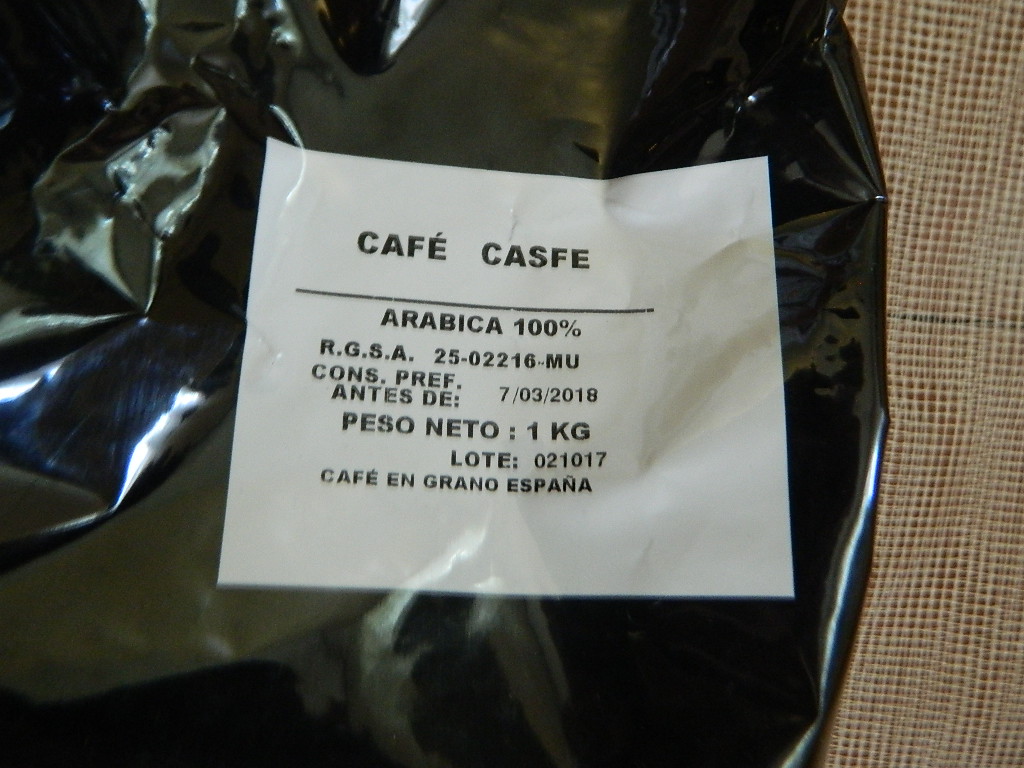 CAFÉ CASFE
ARABICA 100%
R.G.S.A. 25-02216-MU
CONS. PREF.
ANTES DE: 7/03/2018
PESO NETO : 1 KG
LOTE: 021017
CAFÉ EN GRANO ESPAÑA